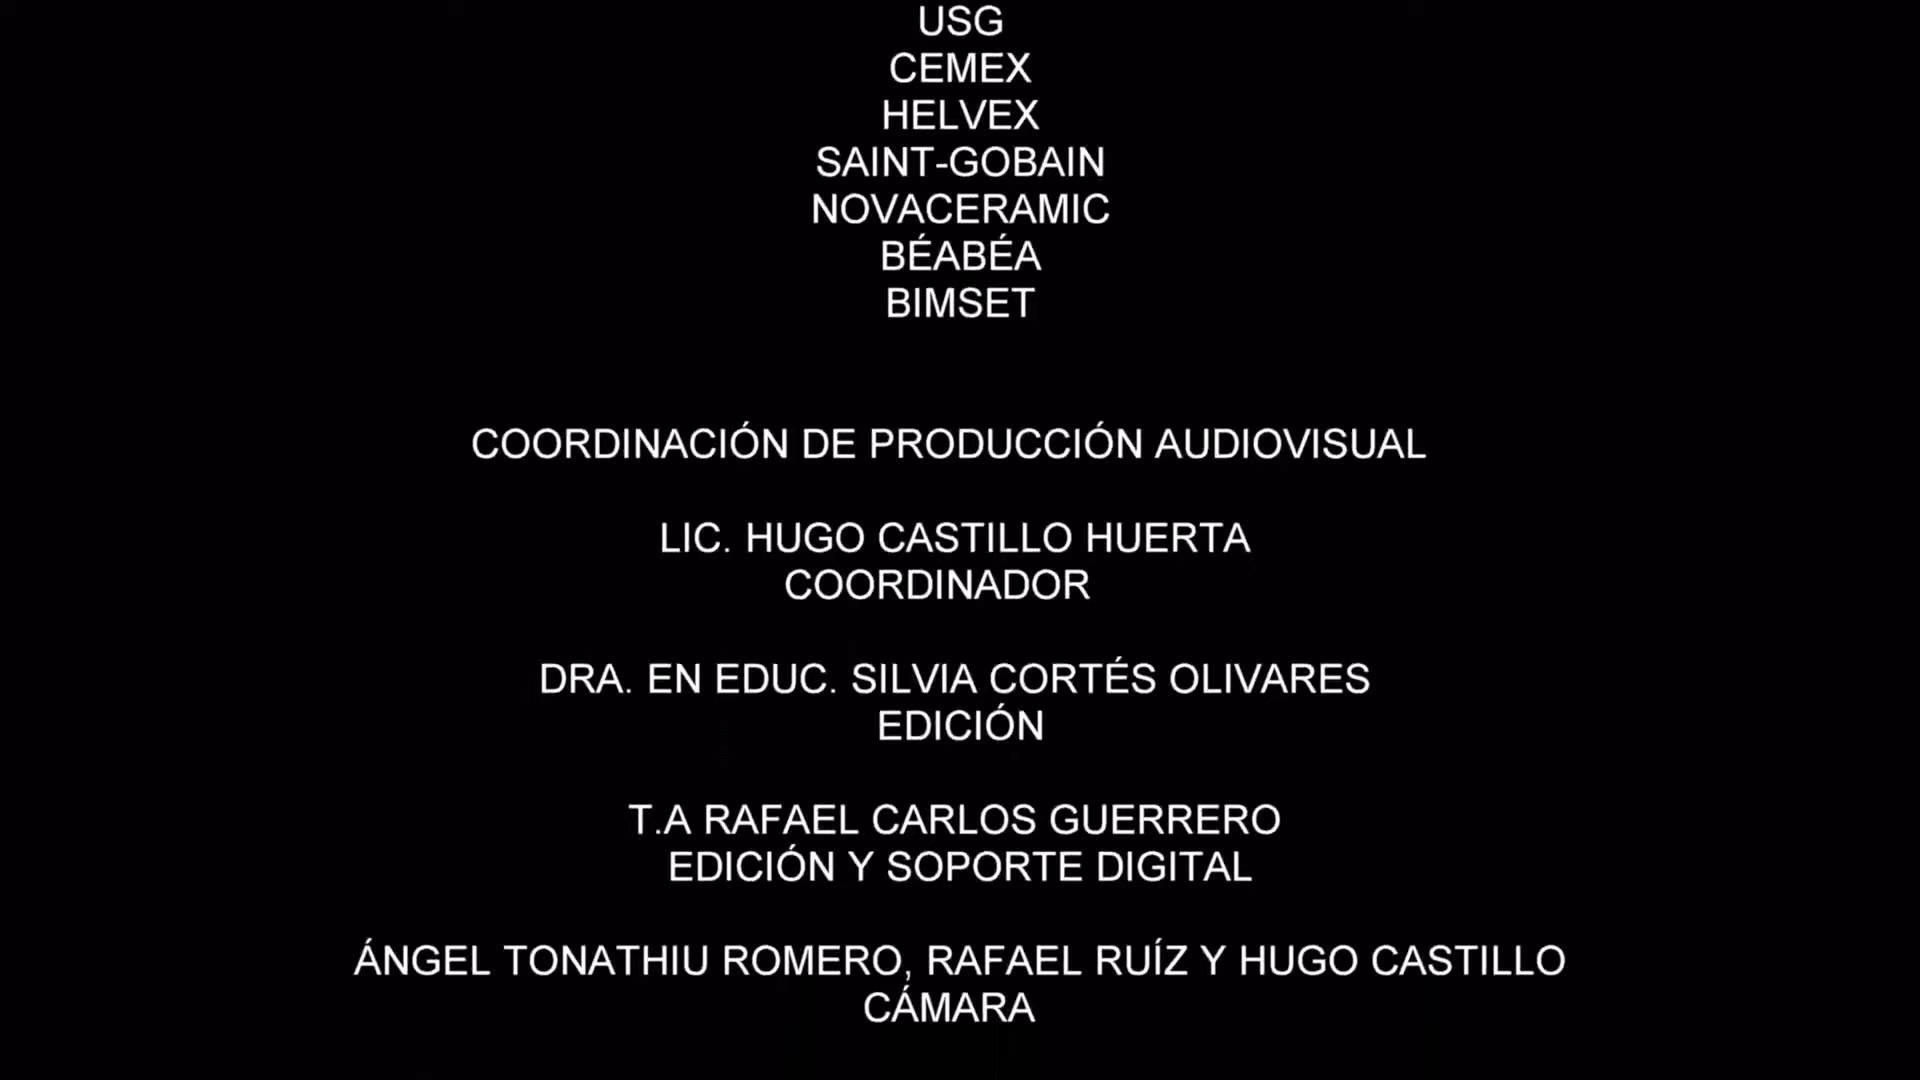 USG
CEMEX
HELVEX
SAINT-GOBAIN
NOVACERAMIC
BÉABÉA
BIMSET
COORDINACIÓN DE PRODUCCIÓN AUDIOVISUAL
LIC. HUGO CASTILLO HUERTA
COORDINADOR
DRA. EN EDUC. SILVIA CORTÉS OLIVARES
EDICIÓN
T.A RAFAEL CARLOS GUERRERO
EDICIÓN Y SOPORTE DIGITAL
ÁNGEL TONATHIU ROMERO, RAFAEL RUÍZ Y HUGO CASTILLO
CÁMARA